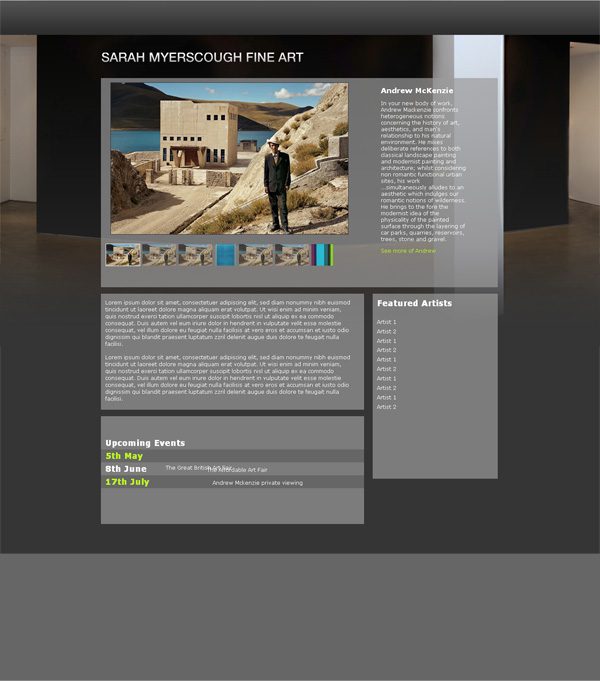 SARAH MYERSCOUGH FINE ART
Andrew McKenzie
In your new body of work,
Andrew Mackenzie confronts
heterogeneous notions
concerning the history of art,
aesthetics, and man's
relationship to his natural
environment. He mixes
deliberate references to both
classical landscape painting
and modernist painting and
architecture; whilst considering
non romantic functional urban
sites, his work
...simultaneously alludes to an
aesthetic which indulges our
romantic notions of wilderness.
He brings to the fore the
modernist idea of the
physicality of the painted
surface through the layering of
car parks, quarries, reservoirs,
trees, stone and gravel.
See more of Andrew
Lorem ipsum dolor sit amet, consectetuer adipiscing elit, sed diam nonummy nibh euismod
tincidunt ut laoreet dolore magna aliquam erat volutpat. Ut wisi enim ad minim veniam,
quis nostrud exerci tation ullamcorper suscipit lobortis nisl ut aliquip ex ea commodo
consequat. Duis autem vel eum iriure dolor in hendrerit in vulputate velit esse molestie
consequat, vel illum dolore eu feugiat nulla facilisis at vero eros et accumsan et iusto odio
dignissim qui blandit praesent luptatum zzril delenit augue duis dolore te feugait nulla
facilisi.
Lorem ipsum dolor sit amet, consectetuer adipiscing elit, sed diam nonummy nibh euismod
tincidunt ut laoreet dolore magna aliquam erat volutpat. Ut wisi enim ad minim veniam,
quis nostrud exerci tation ullamcorper suscipit lobortis nisl ut aliquip ex ea commodo
consequat. Duis autem vel eum iriure dolor in hendrerit in vulputate velit esse molestie
consequat, vel illum dolore eu feugiat nulla facilisis at vero eros et accumsan et iusto odio
dignissim qui blandit praesent luptatum zzril delenit augue duis dolore te feugait nulla
facilisi.
Featured Artists
Artist 1
Artist 2
Artist 1
Artist 2
Artist 1
Artist 2
Artist 1
Artist 2
Artist 1
Artist 2
Upcoming Events
5th May
The Great British Art Fair
8th June
The Affordable Art Fair
17th July
Andrew Mckenzie private viewing